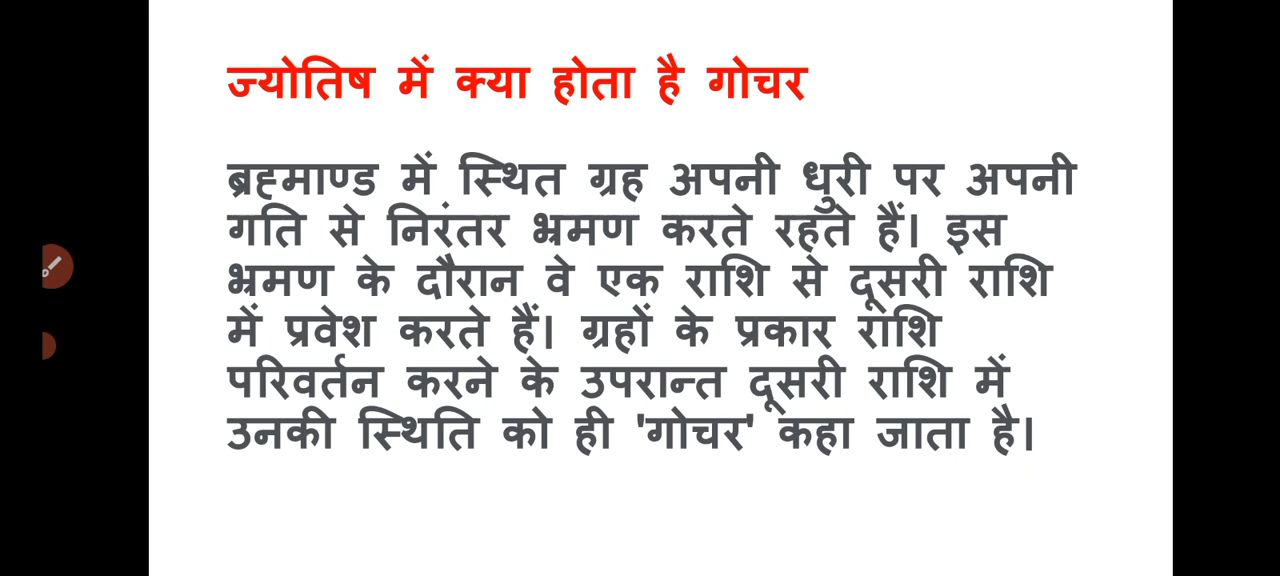 ज्योतिष में क्या होता है गोचर
ब्रह्माण्ड में स्थित ग्रह अपनी धुरी पर अपनी
गति से निरंतर भ्रमण करते रहते हैं। इस
भ्रमण के दौरान वे एक राशि से दूसरी राशि
में प्रवेश करते हैं। ग्रहों के प्रकार राशि
परिवर्तन करने के उपरान्त दूसरी राशि में
उनकी स्थिति को ही 'गोचर' कहा जाता है।